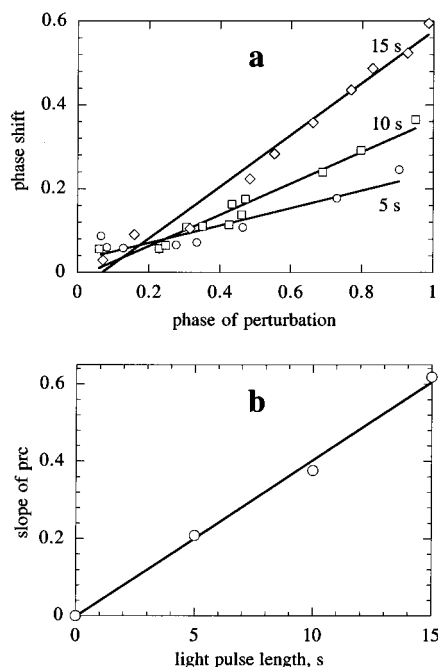 0.6
a
15 s
0.4
phase shift
10 s
0.2
5 s
0
0 0.2 0.4 0.6 0.8 1
phase of perturbation
0.6
b
slope of prc
0.4
0.2
0
0 5 10 15
light pulse length, s